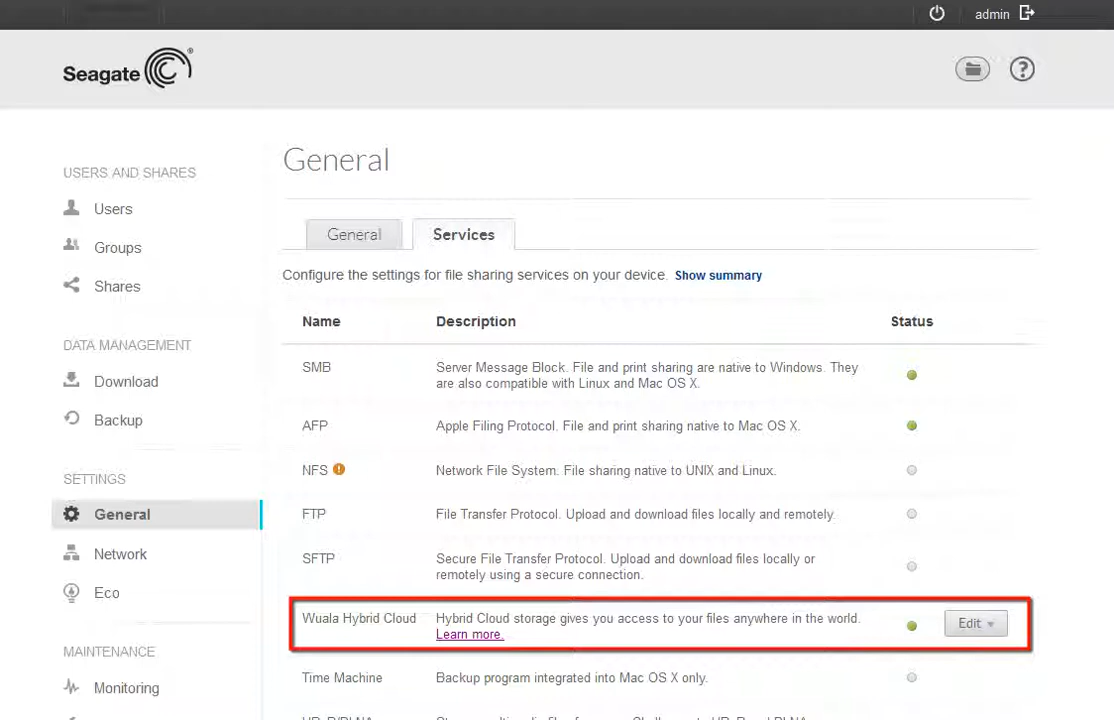 admin
Seagate
USERS AND SHARES
Users
Groups
Shares
DATA MANAGEMENT
Download
Backup
SETTINGS
General
Network
Eco
MAINTENANCE
Monitoring
General
General
Services
Configure the settings for file sharing services on your device. Show summary
Name Description Status
SMB Server Message Block. File and print sharing are native to Windows. They
are also compatible with Linux and Mac OS X.
AFP Apple Filing Protocol. File and print sharing native to Mac OS X.
NFS Network File System. File sharing native to UNIX and Linux.
FTP File Transfer Protocol. Upload and download files locally and remotely.
SFTP Secure File Transfer Protocol. Upload and download files locally or
remotely using a secure connection.
Wuala Hybrid Cloud Hybrid Cloud storage gives you access to your files anywhere in the world. Edit
Learn more.
Time Machine Backup program integrated into Mac OS X only.